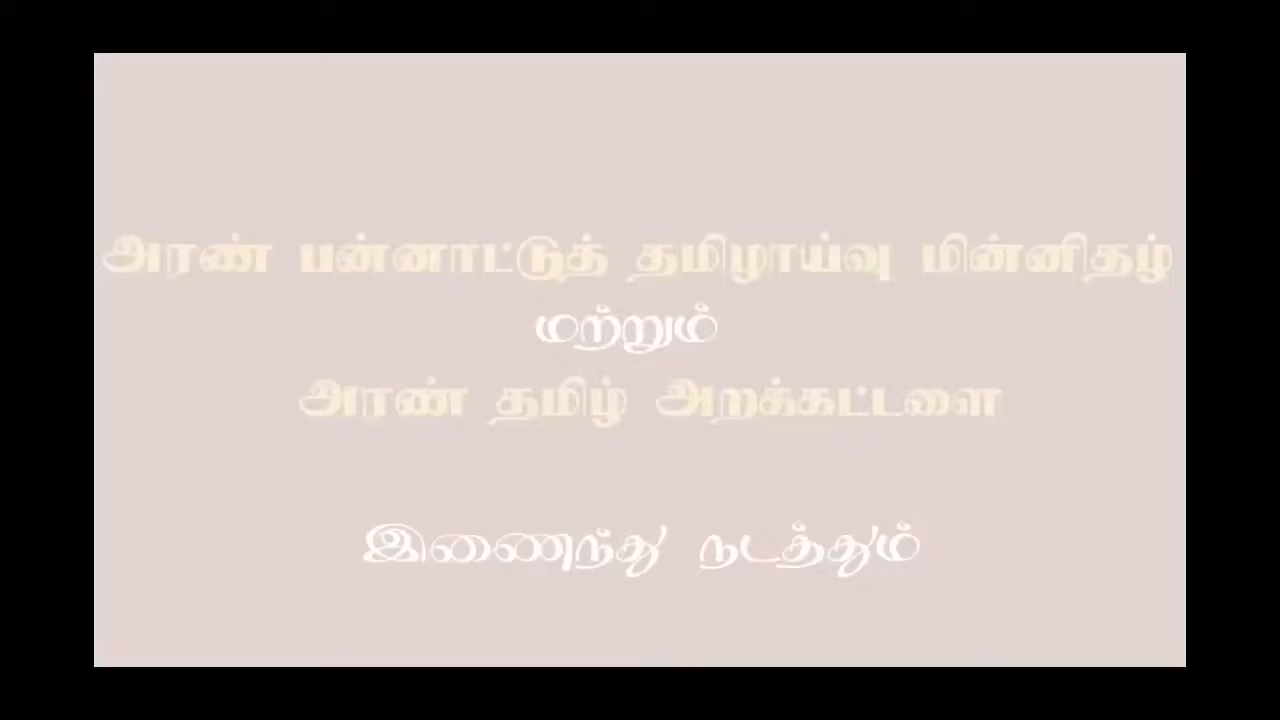 அரண் பன்னாட்டுத் தமிழாய்வு மின்னிதழ்
மற்றும்
அரண் தமிழ் அறக்கட்டளை
இணைந்து நடத்தும்